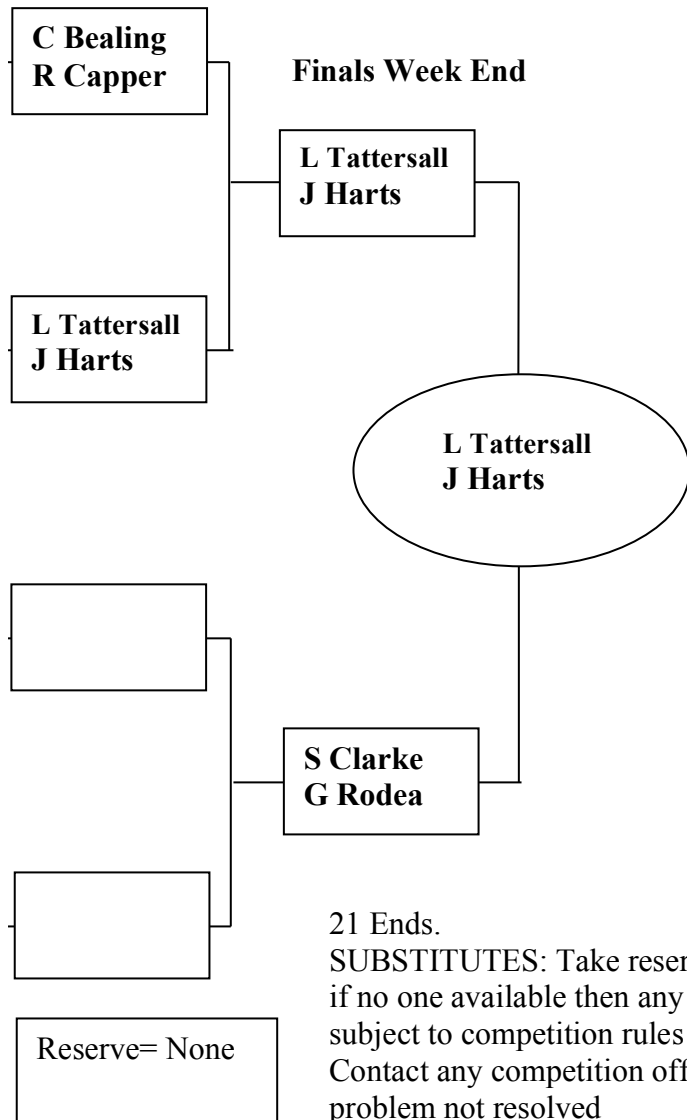 C Bealing
R Capper
Finals Week End
L Tattersall
J Harts
L Tattersall
J Harts
L Tattersall
J Harts
S Clarke
G Rodea
21 Ends.
SUBSTITUTES: Take reser
if no one available then any
subject to competition rules
Contact any competition off
problem not resolved
Reserve= None